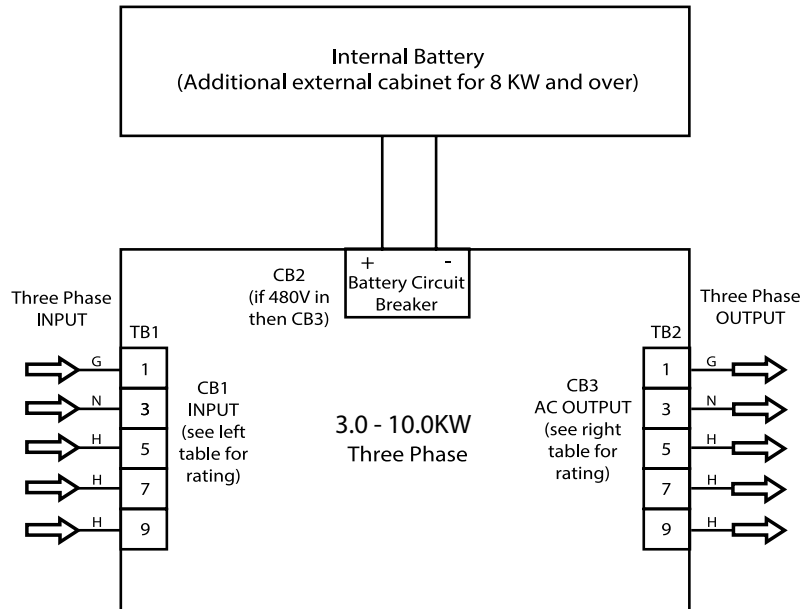 Internal Battery
(Additional external cabinet for 8 KW and over)
+ -
Battery Circuit
Breaker
CB2
(if 480V in
then CB3)
Three Phase
INPUT
TB1
G 1
N 3
H 5
H 7
H 9
CB1
INPUT
(see left
table for
rating)
3.0 - 10.0KW
Three Phase
CB3
AC OUTPUT
(see right
table for
rating)
Three Phase
OUTPUT
TB2
1 G
3 N
5 H
7 H
9 H